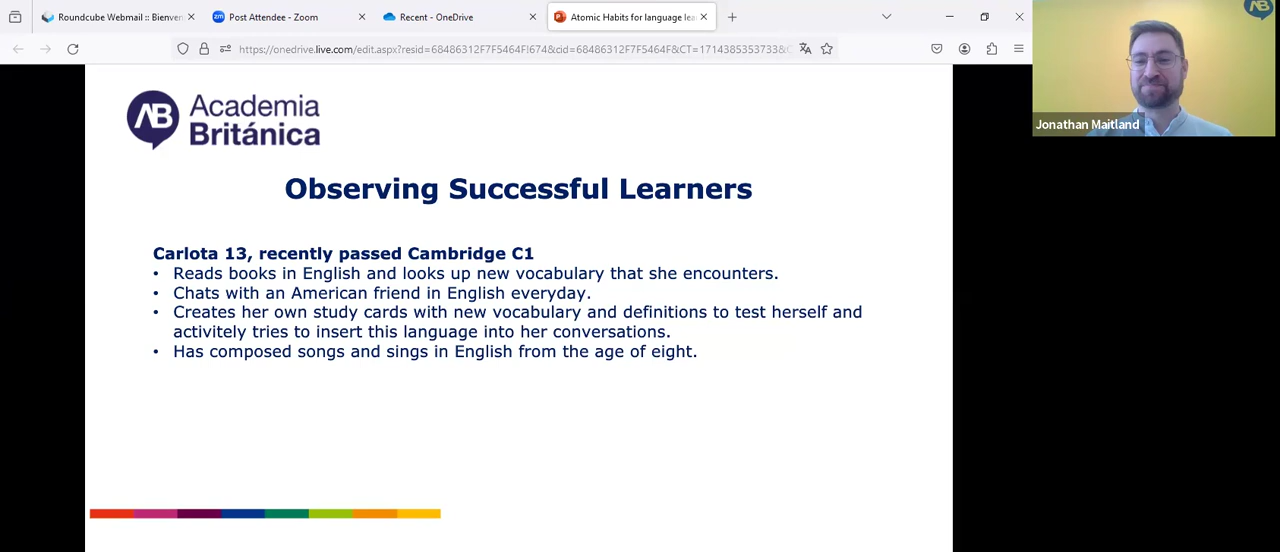 Roundcube Webmail :: Bienven
Post Attendee - Zoom
Recent - OneDrive
Atomic Habits for language lea
https://onedrive.live.com/edit.aspx?resid=68486312F7F5464F!674&cid=68486312F7F5464F&CT=1714385353733&
AB
Academia
Británica
Observing Successful Learners
Carlota 13, recently passed Cambridge C1
• Reads books in English and looks up new vocabulary that she encounters.
• Chats with an American friend in English everyday.
• Creates her own study cards with new vocabulary and definitions to test herself and
activitely tries to insert this language into her conversations.
• Has composed songs and sings in English from the age of eight.
AB
Jonathan Maitland